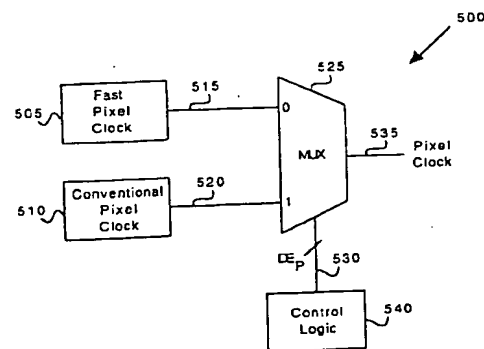 500
525
Fast
Pixel
Clock
505
515
0
MUX
535
Pixel
Clock
Conventional
Pixel
Clock
510
520
1
DEP
530
Control
Logic
540